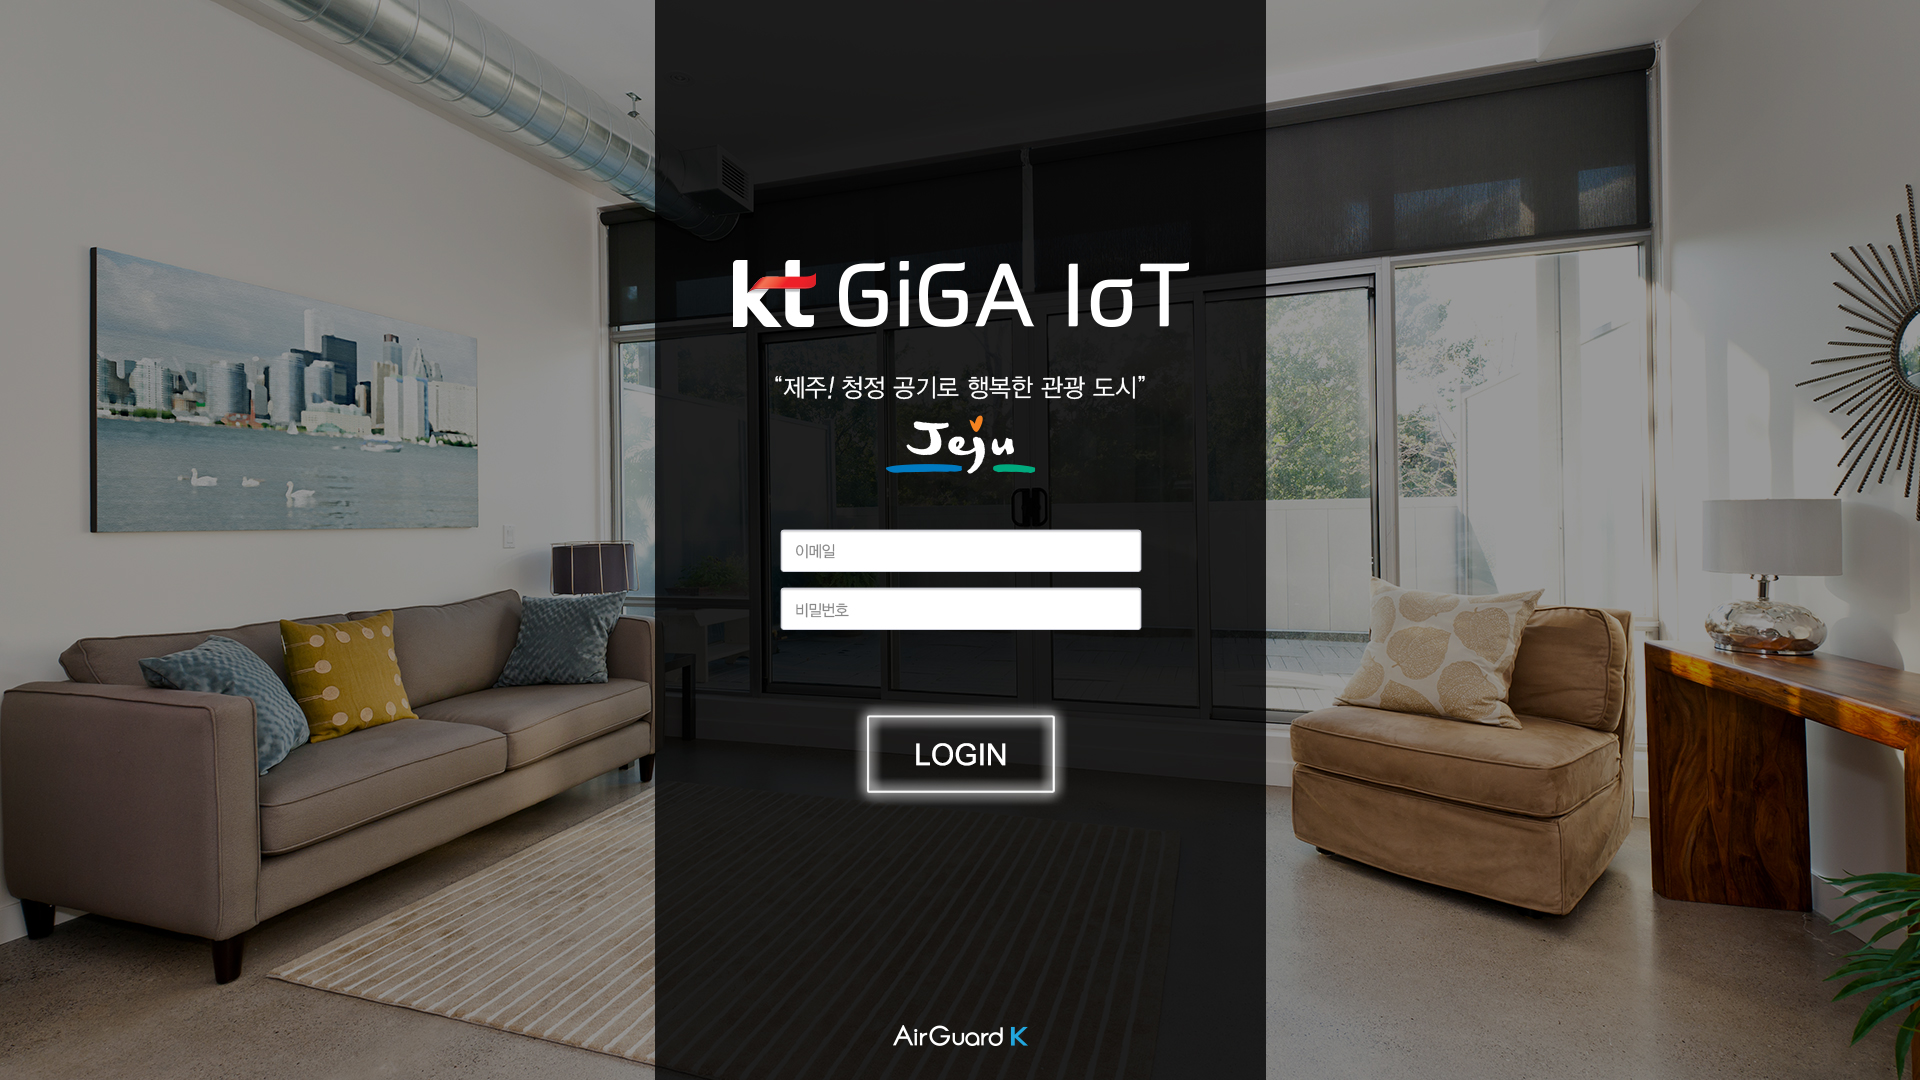 kt GiGA IoT
“제주! 청정 공기로 행복한 관광 도시”
Jeju
이메일
비밀번호
LOGIN
AirGuard K